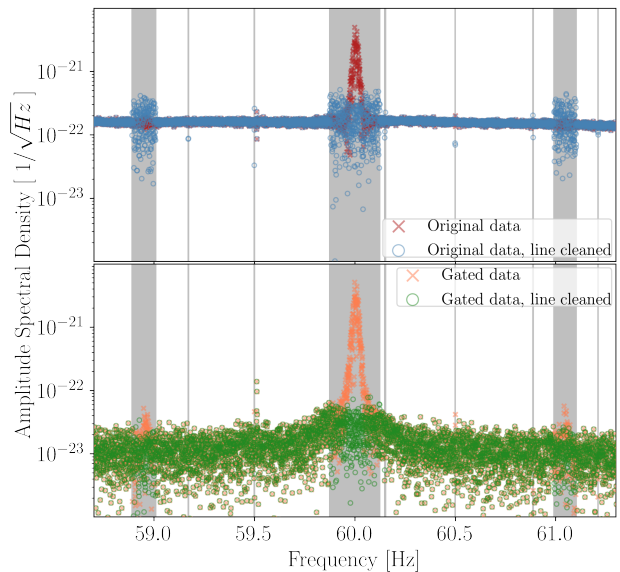 Amplitude Spectral Density [ 1/√Hz ]
10⁻²¹
10⁻²²
10⁻²³
Original data
Original data, line cleaned
Gated data
Gated data, line cleaned
10⁻²¹
10⁻²²
10⁻²³
59.0 59.5 60.0 60.5 61.0
Frequency [Hz]